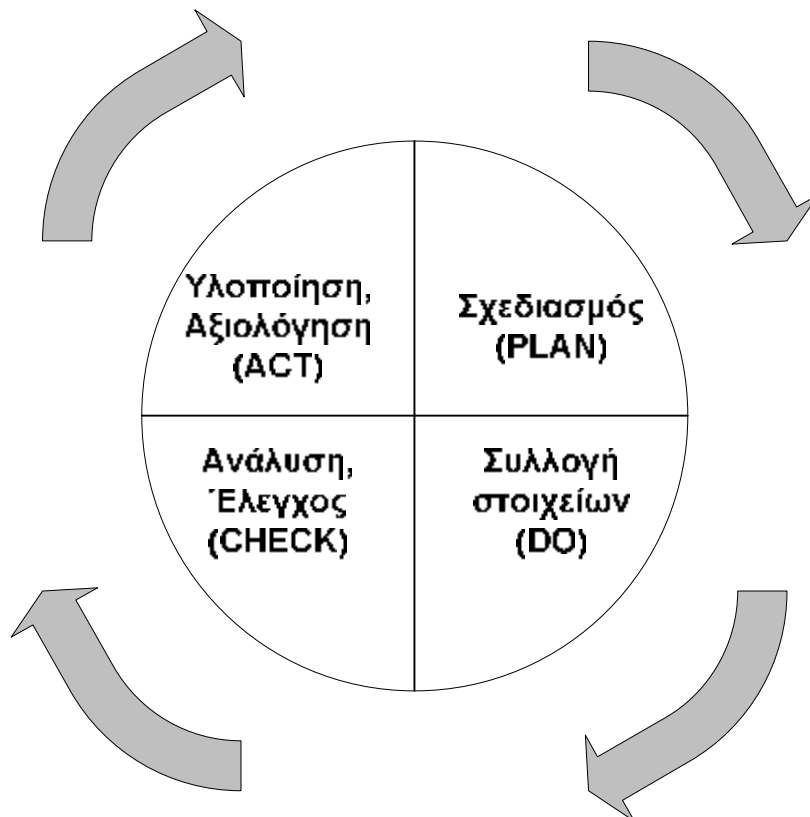 Υλοποίηση,
Αξιολόγηση
(ACT)
Σχεδιασμός
(PLAN)
Ανάλυση,
Έλεγχος
(CHECK)
Συλλογή
στοιχείων
(DO)